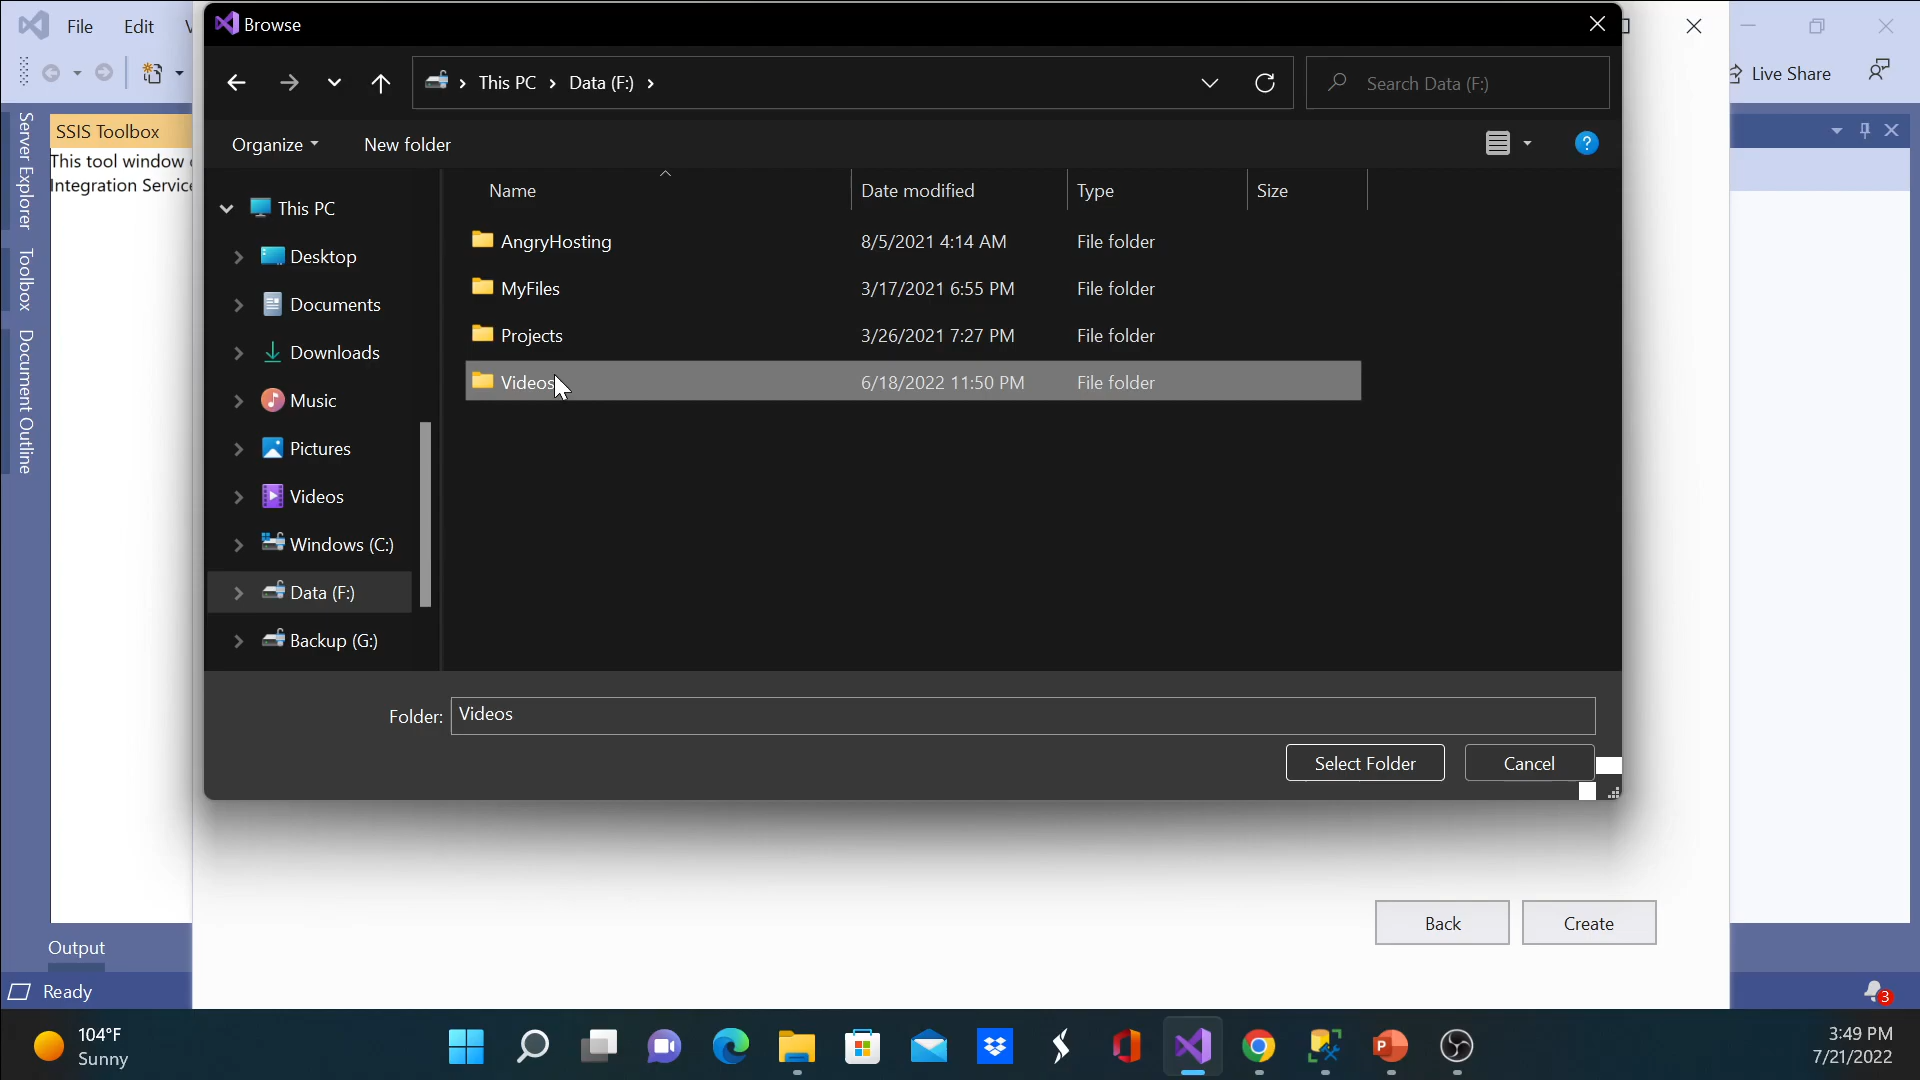 File Edit
Browse
This PC Data (F:)
Search Data (F:)
Live Share
Organize New folder
?
SSIS Toolbox
This tool window
Integration Service
Server Explorer
Toolbox
Document Outline
Name Date modified Type Size
This PC
Desktop
Documents
Downloads
Music
Pictures
Videos
Windows (C:)
Data (F:)
Backup (G:)
AngryHosting 8/5/2021 4:14 AM File folder
MyFiles 3/17/2021 6:55 PM File folder
Projects 3/26/2021 7:27 PM File folder
Videos 6/18/2022 11:50 PM File folder
Folder: Videos
Select Folder Cancel
Back Create
Output
Ready
3
104°F
Sunny
3:49 PM
7/21/2022